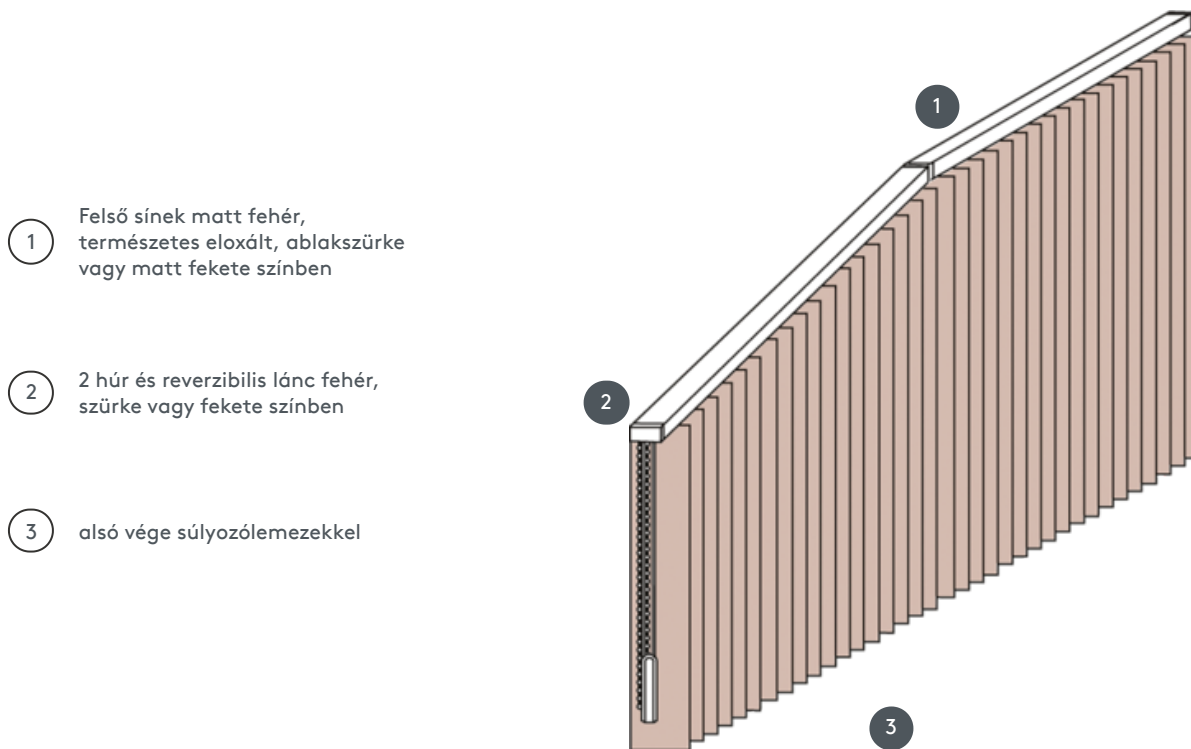 1
Felső sínek matt fehér,
természetes eloxált, ablakszürke
vagy matt fekete színben
2
2 húr és reverzibilis lánc fehér,
szürke vagy fekete színben
3
alsó vége súlyozólemezekkel
1
2
3